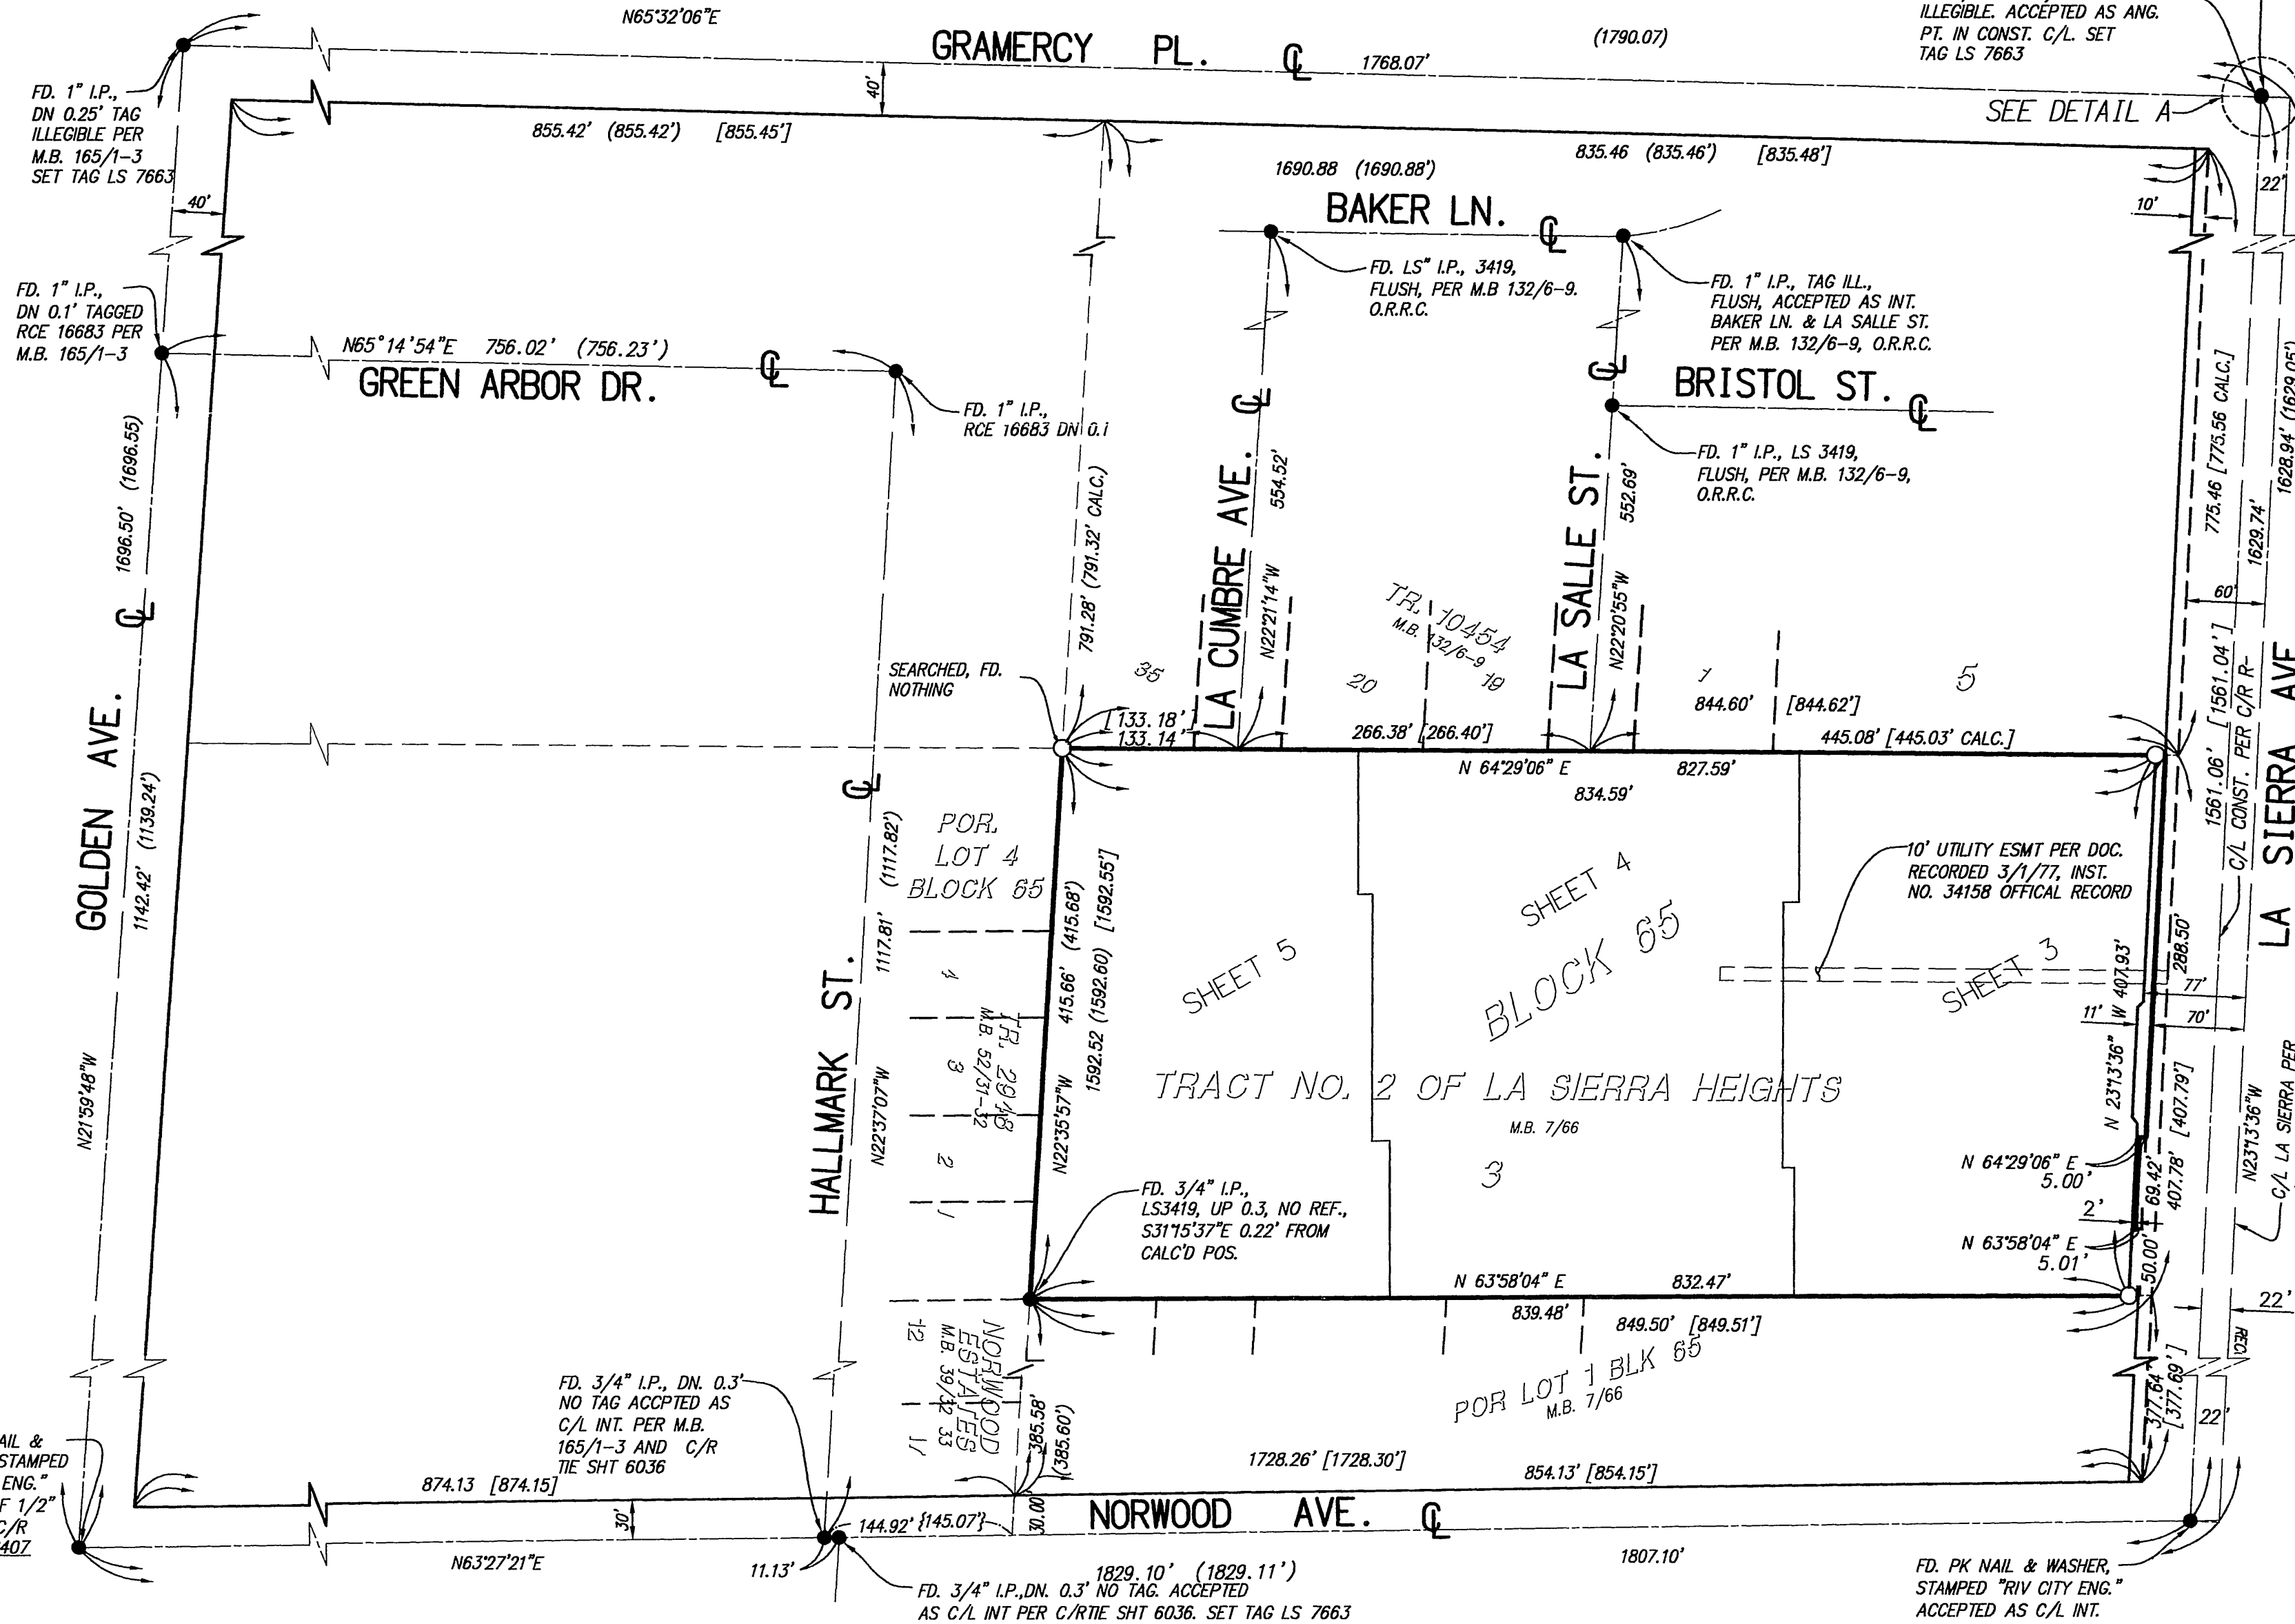 N65°32'06"E
GRAMERCY PL. ℄
1768.07'
(1790.07)
ILLEGIBLE. ACCEPTED AS ANG.
PT. IN CONST. C/L. SET
TAG LS 7663
SEE DETAIL A
FD. 1" I.P.,
DN 0.25' TAG
ILLEGIBLE PER
M.B. 165/1-3
SET TAG LS 7663
40'
40'
855.42' (855.42') [855.45']
835.46 (835.46') [835.48']
1690.88 (1690.88')
22'
10'
BAKER LN. ℄
FD. LS" I.P., 3419,
FLUSH, PER M.B 132/6-9.
O.R.R.C.
FD. 1" I.P., TAG ILL.,
FLUSH, ACCEPTED AS INT.
BAKER LN. & LA SALLE ST.
PER M.B. 132/6-9, O.R.R.C.
FD. 1" I.P.,
DN 0.1' TAGGED
RCE 16683 PER
M.B. 165/1-3
N65°14'54"E 756.02' (756.23')
GREEN ARBOR DR. ℄
FD. 1" I.P.,
RCE 16683 DN 0.1
BRISTOL ST. ℄
FD. 1" I.P., LS 3419,
FLUSH, PER M.B. 132/6-9,
O.R.R.C.
1696.50' (1696.55)
GOLDEN AVE. ℄
1142.42' (1139.24')
N21°59'48"W
791.28' (791.32' CALC.)
LA CUMBRE AVE. ℄
554.52'
N22°21'14"W
LA SALLE ST. ℄
552.69'
N22°20'55"W
775.46 [775.56 CALC.]
1628.94' (1629.05')
1629.74'
60'
1561.06' [1561.04']
C/L CONST. PER C/R R-
LA SIERRA AVE
TR. 10454
M.B. 132/6-9
35
20
19
1
5
SEARCHED, FD.
NOTHING
[133.18']
133.14'
266.38' [266.40']
844.60' [844.62']
445.08' [445.03' CALC.]
N 64°29'06" E 827.59'
834.59'
HALLMARK ST. ℄
1117.81' (1117.82')
N22°37'07"W
POR.
LOT 4
BLOCK 65
4
3
2
1
TR. 2948
M.B. 52/31-32
415.66' (415.68')
N22°35'57"W
1592.52 (1592.60) [1592.55']
SHEET 5
SHEET 4
BLOCK 65
SHEET 3
10' UTILITY ESMT PER DOC.
RECORDED 3/1/77, INST.
NO. 34158 OFFICAL RECORD
TRACT NO. 2 OF LA SIERRA HEIGHTS
M.B. 7/66
3
288.50'
77'
70'
11'
N 23°13'36" W 407.93'
407.78' [407.79']
N23°13'36"W
C/L LA SIERRA PER
N 64°29'06" E
5.00'
69.42'
2'
N 63°58'04" E
5.01'
50.00'
22'
REC.
FD. 3/4" I.P.,
LS3419, UP 0.3, NO REF.,
S31°15'37"E 0.22' FROM
CALC'D POS.
N 63°58'04" E 832.47'
839.48'
849.50' [849.51']
POR LOT 1 BLK 65
M.B. 7/66
377.64'
[377.69']
22'
12
11
NORWOOD
ESTATES
M.B. 39/32 33
385.58'
(385.60')
FD. 3/4" I.P., DN. 0.3'
NO TAG ACCPTED AS
C/L INT. PER M.B.
165/1-3 AND C/R
TIE SHT 6036
AIL &
STAMPED
ENG."
F 1/2"
C/R
407
874.13 [874.15]
1728.26' [1728.30']
854.13' [854.15']
30'
30.00'
144.92' {145.07'}
NORWOOD AVE. ℄
N63°27'21"E
11.13'
1829.10' (1829.11')
1807.10'
FD. 3/4" I.P.,DN. 0.3' NO TAG. ACCEPTED
AS C/L INT PER C/RTIE SHT 6036. SET TAG LS 7663
FD. PK NAIL & WASHER,
STAMPED "RIV CITY ENG."
ACCEPTED AS C/L INT.